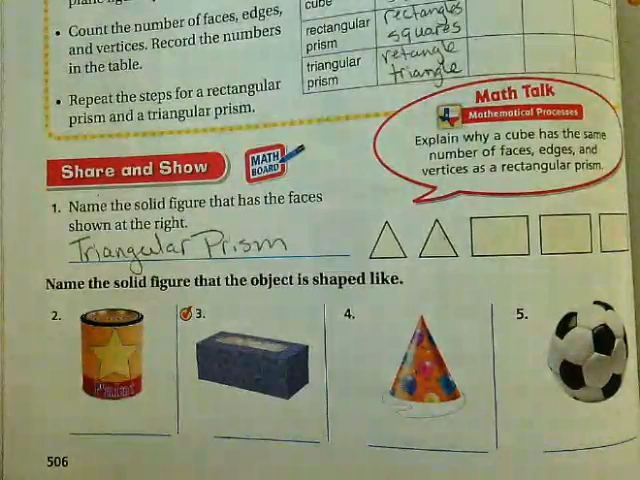 • Count the number of faces, edges,
and vertices. Record the numbers
in the table.
• Repeat the steps for a rectangular
prism and a triangular prism.
cube
rectangles
rectangular
prism
squares
triangular
prism
retangle
triangle
Math Talk
Mathematical Processes
Explain why a cube has the same
number of faces, edges, and
vertices as a rectangular prism.
Share and Show
MATH
BOARD
1. Name the solid figure that has the faces
shown at the right.
Triangular Prism
Name the solid figure that the object is shaped like.
2.
3.
4.
5.
506